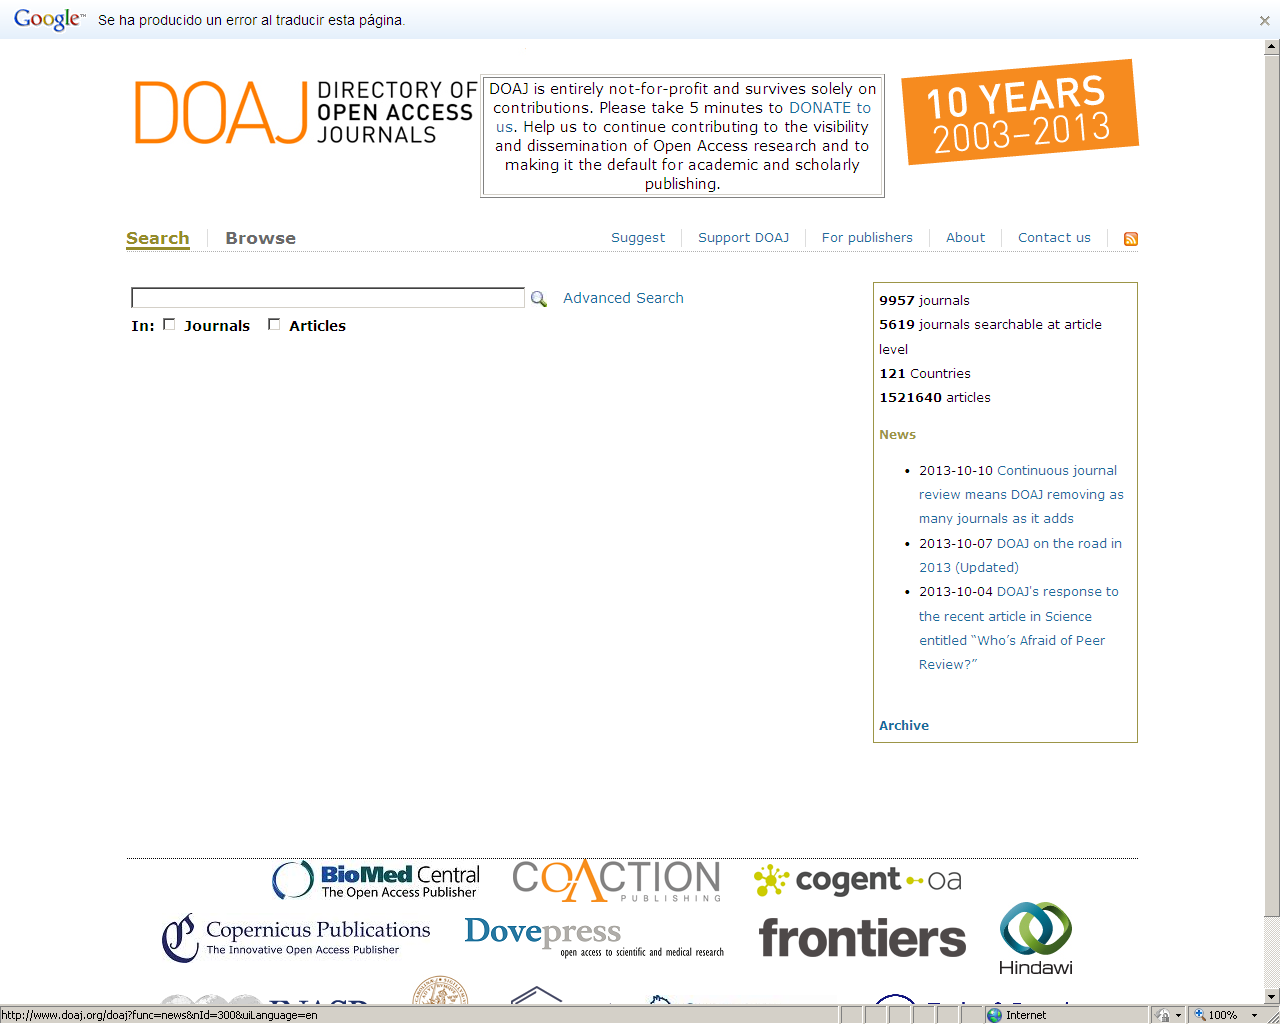 Google™ Se ha producido un error al traducir esta página.
DOAJ DIRECTORY OF
OPEN ACCESS
JOURNALS
DOAJ is entirely not-for-profit and survives solely on
contributions. Please take 5 minutes to DONATE to
us. Help us to continue contributing to the visibility
and dissemination of Open Access research and to
making it the default for academic and scholarly
publishing.
10 YEARS
2003–2013
Search Browse Suggest Support DOAJ For publishers About Contact us
Advanced Search
In: Journals Articles
9957 journals
5619 journals searchable at article
level
121 Countries
1521640 articles
News
• 2013-10-10 Continuous journal
review means DOAJ removing as
many journals as it adds
• 2013-10-07 DOAJ on the road in
2013 (Updated)
• 2013-10-04 DOAJ's response to
the recent article in Science
entitled “Who’s Afraid of Peer
Review?”
Archive
BioMed Central
The Open Access Publisher
COACTION
PUBLISHING
cogent oa
Copernicus Publications
The Innovative Open Access Publisher
Dovepress
open access to scientific and medical research
frontiers
Hindawi
http://www.doaj.org/doaj?func=news&nId=300&uiLanguage=en
Internet
100%